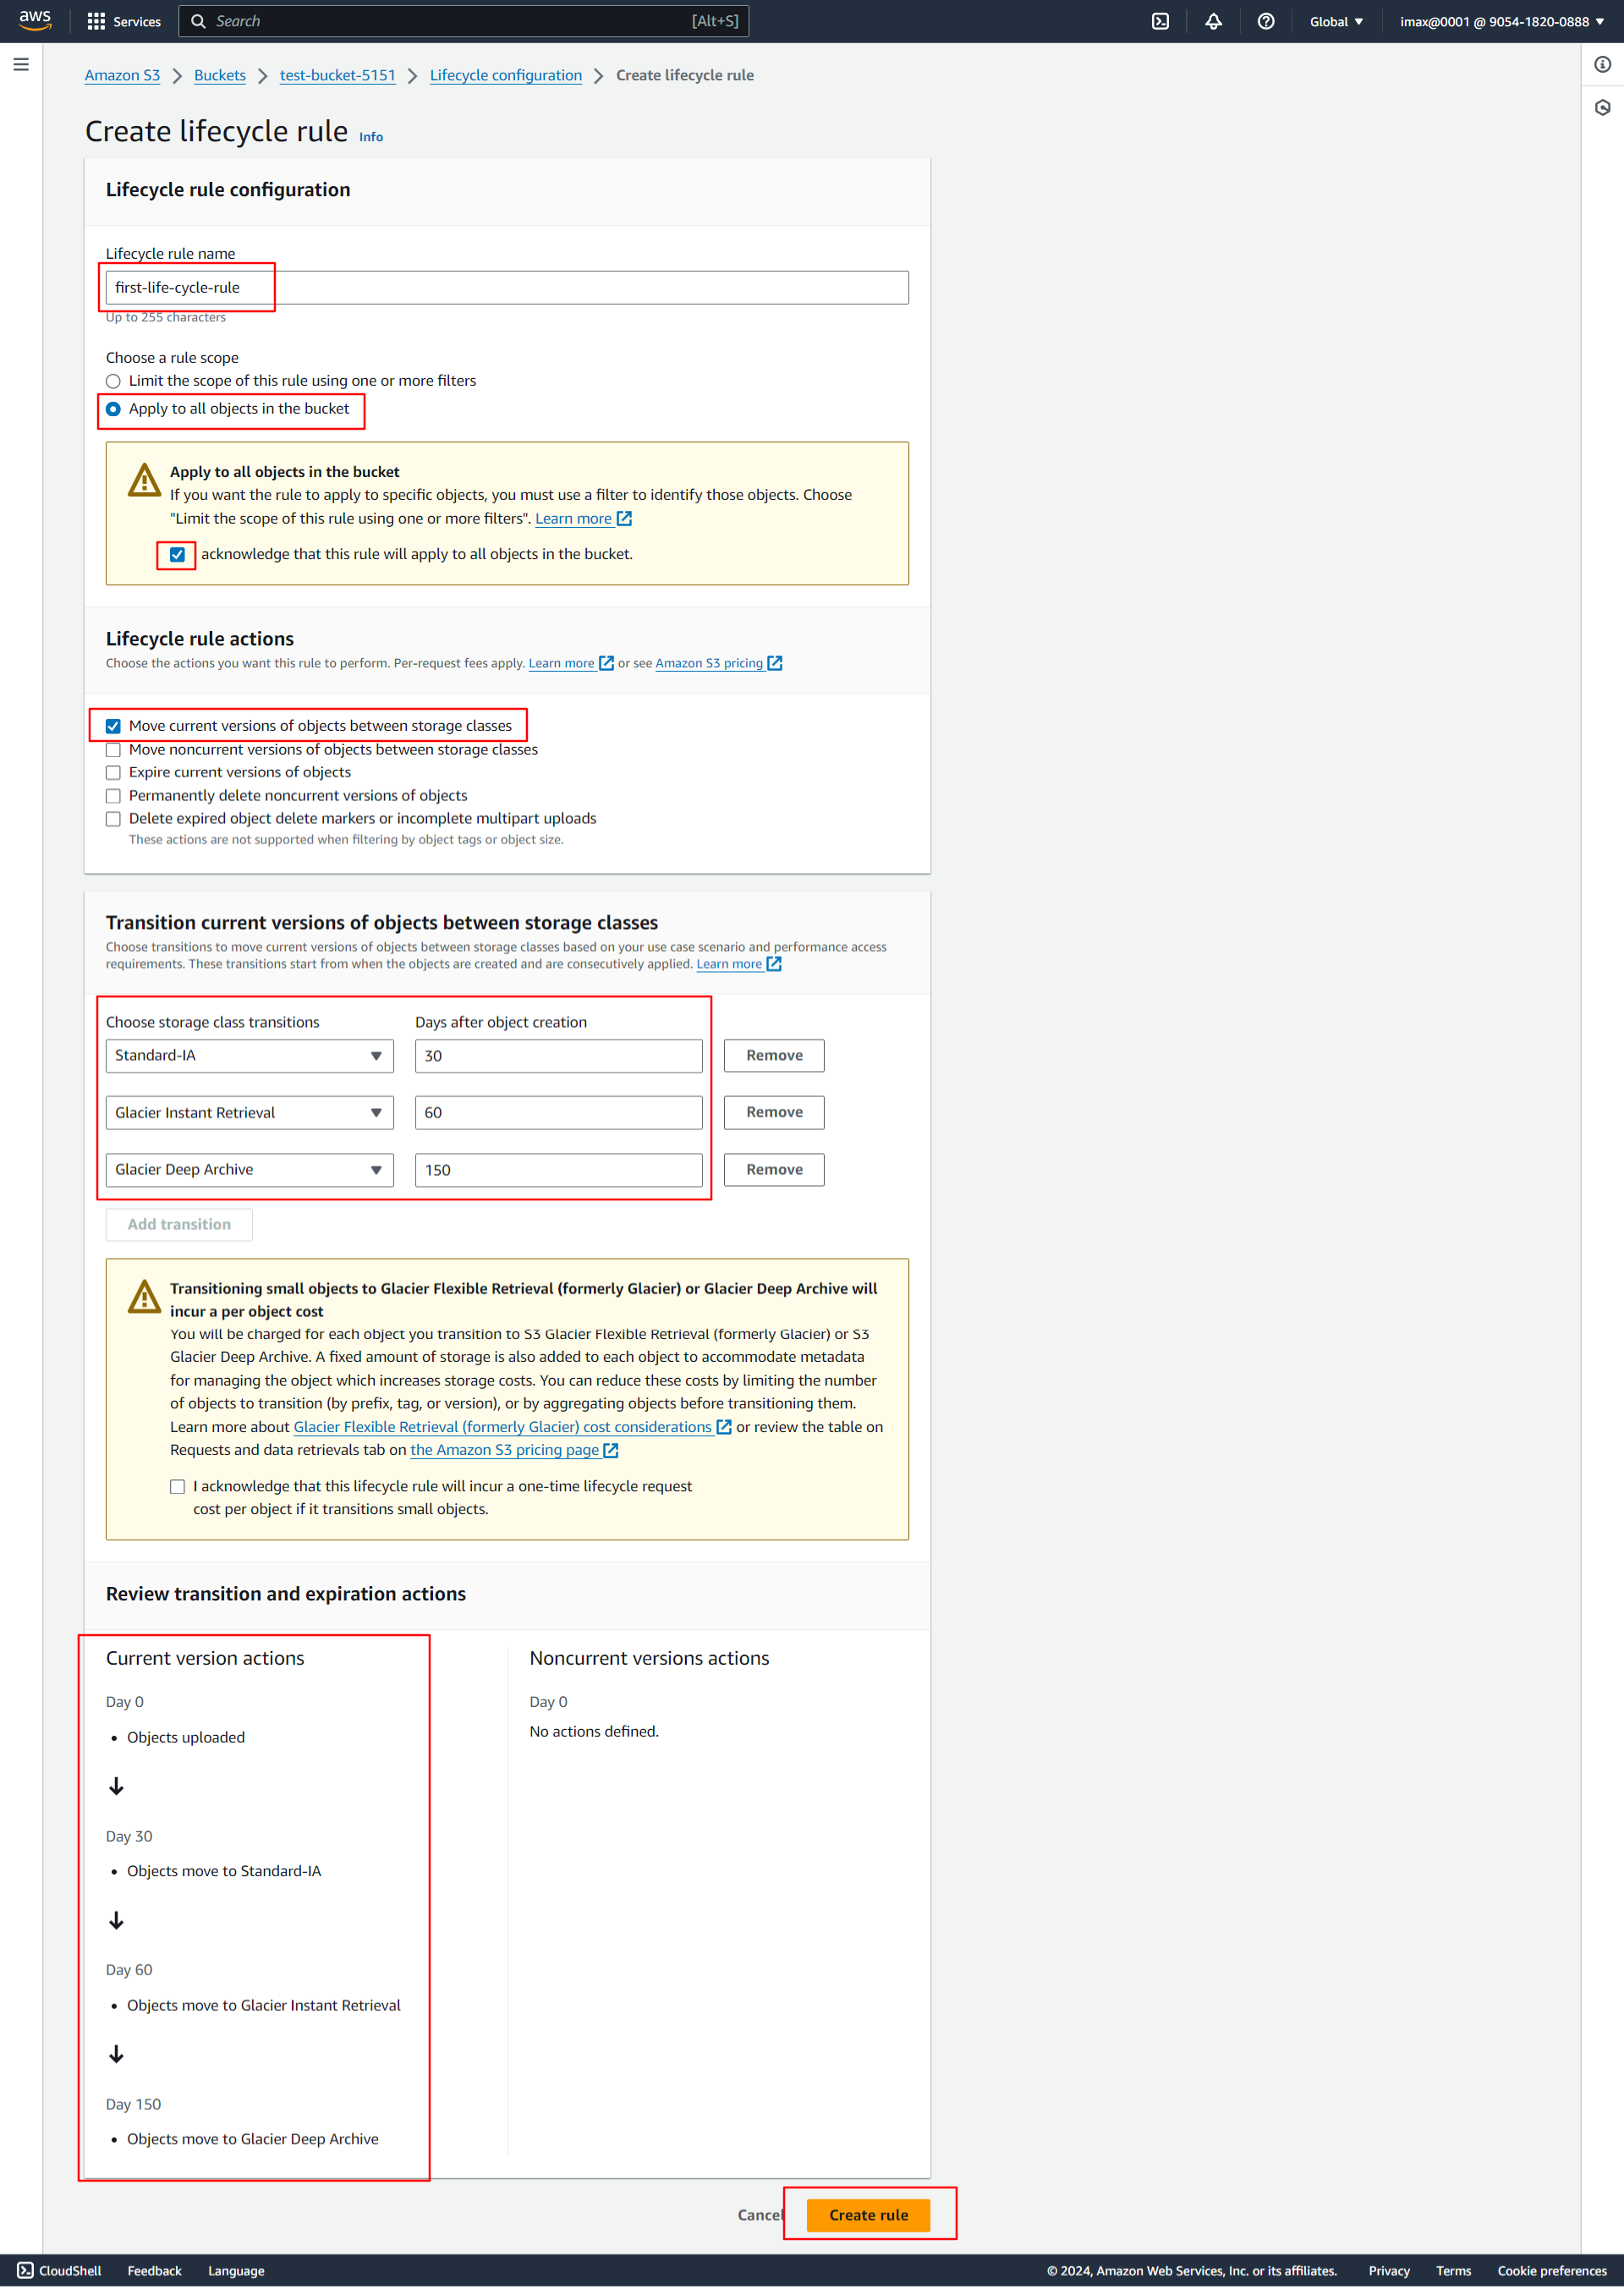 aws
Services
Search
[Alt+S]
Global
imax@0001 @ 9054-1820-0888
Amazon S3
Buckets
test-bucket-5151
Lifecycle configuration
Create lifecycle rule
Create lifecycle rule
Info
Lifecycle rule configuration
Lifecycle rule name
first-life-cycle-rule
Up to 255 characters
Choose a rule scope
Limit the scope of this rule using one or more filters
Apply to all objects in the bucket
Apply to all objects in the bucket
If you want the rule to apply to specific objects, you must use a filter to identify those objects. Choose
"Limit the scope of this rule using one or more filters". Learn more
acknowledge that this rule will apply to all objects in the bucket.
Lifecycle rule actions
Choose the actions you want this rule to perform. Per-request fees apply. Learn more or see Amazon S3 pricing
Move current versions of objects between storage classes
Move noncurrent versions of objects between storage classes
Expire current versions of objects
Permanently delete noncurrent versions of objects
Delete expired object delete markers or incomplete multipart uploads
These actions are not supported when filtering by object tags or object size.
Transition current versions of objects between storage classes
Choose transitions to move current versions of objects between storage classes based on your use case scenario and performance access
requirements. These transitions start from when the objects are created and are consecutively applied. Learn more
Choose storage class transitions
Days after object creation
Standard-IA
30
Remove
Glacier Instant Retrieval
60
Remove
Glacier Deep Archive
150
Remove
Add transition
Transitioning small objects to Glacier Flexible Retrieval (formerly Glacier) or Glacier Deep Archive will
incur a per object cost
You will be charged for each object you transition to S3 Glacier Flexible Retrieval (formerly Glacier) or S3
Glacier Deep Archive. A fixed amount of storage is also added to each object to accommodate metadata
for managing the object which increases storage costs. You can reduce these costs by limiting the number
of objects to transition (by prefix, tag, or version), or by aggregating objects before transitioning them.
Learn more about Glacier Flexible Retrieval (formerly Glacier) cost considerations or review the table on
Requests and data retrievals tab on the Amazon S3 pricing page
I acknowledge that this lifecycle rule will incur a one-time lifecycle request
cost per object if it transitions small objects.
Review transition and expiration actions
Current version actions
Day 0
• Objects uploaded
Day 30
• Objects move to Standard-IA
Day 60
• Objects move to Glacier Instant Retrieval
Day 150
• Objects move to Glacier Deep Archive
Noncurrent versions actions
Day 0
No actions defined.
Cancel
Create rule
CloudShell
Feedback
Language
© 2024, Amazon Web Services, Inc. or its affiliates.
Privacy
Terms
Cookie preferences